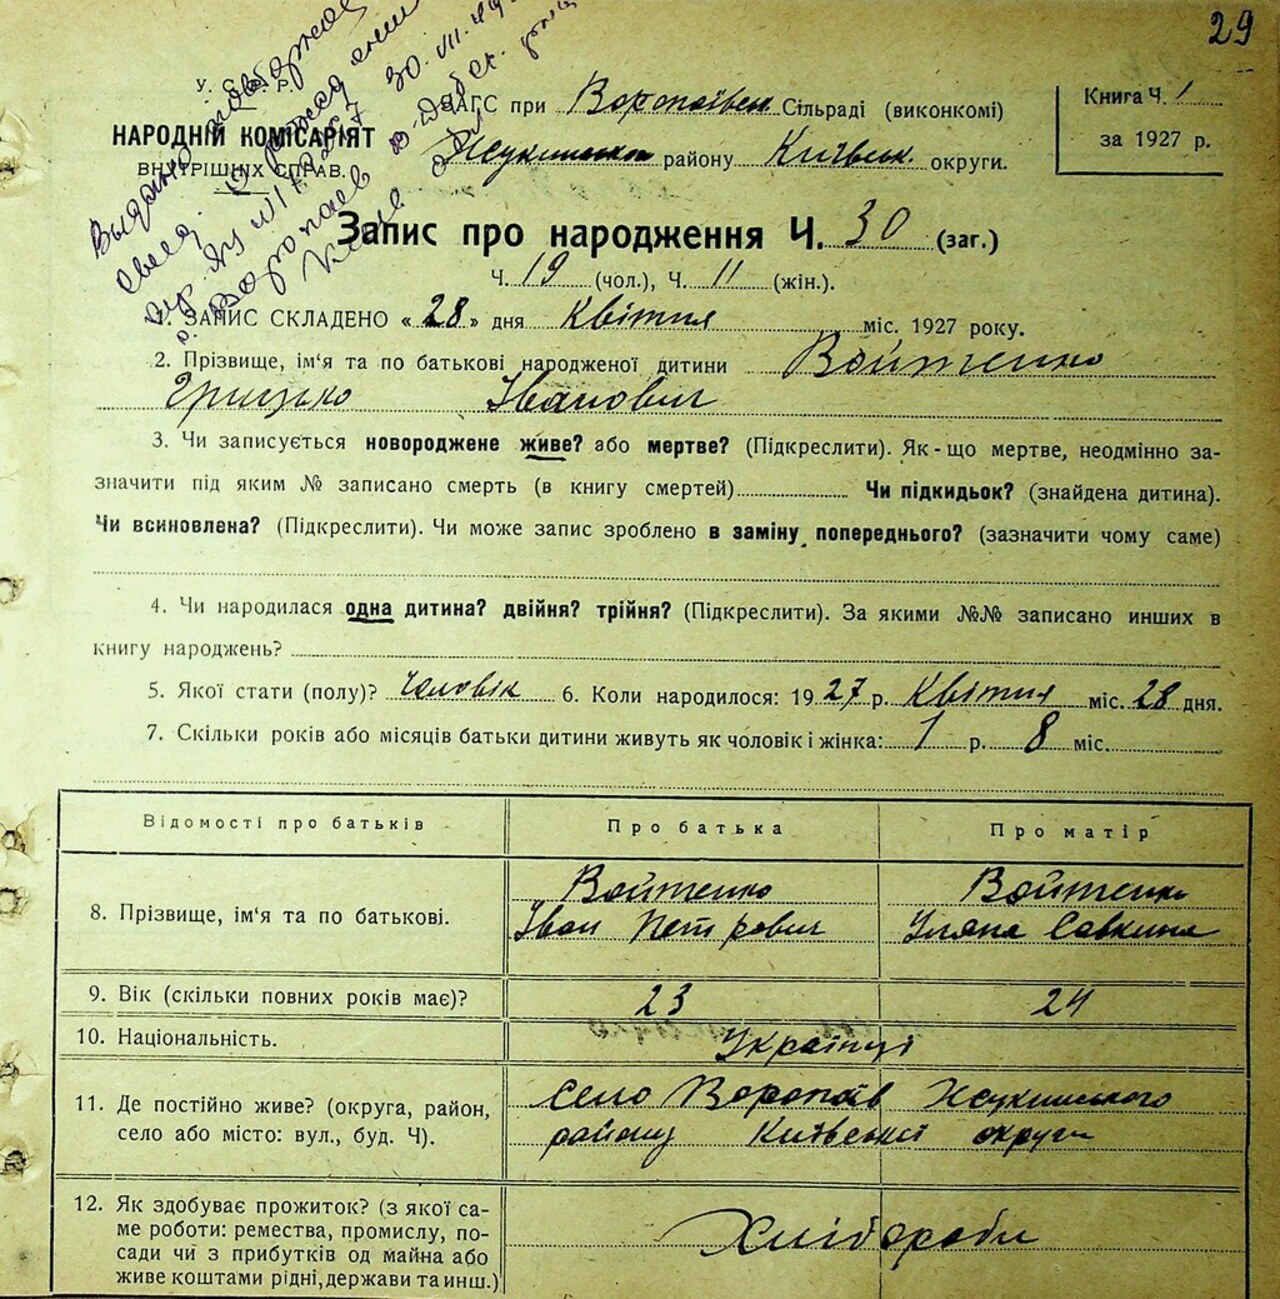 29
У. С. Р. Р.
НАРОДНІЙ КОМІСАРІЯТ
ВНУТРІШНІХ СПРАВ.
ЗАГС при Воропаївськ. Сільраді (виконкомі)
району Київськ. округи.
Книга Ч. 1
за 1927 р.
Запис про народження Ч. 30 (заг.)
Ч. 19 (чол.), Ч. 11 (жін.).
1. ЗАПИС СКЛАДЕНО « 28 » дня Квітня міс. 1927 року.
2. Прізвище, ім‘я та по батькові народженої дитини Войтенко
Грицько Іванович
3. Чи записується новороджене живе? або мертве? (Підкреслити). Як-що мертве, неодмінно за-
значити під яким № записано смерть (в книгу смертей) Чи підкидьок? (знайдена дитина).
Чи всиновлена? (Підкреслити). Чи може запис зроблено в заміну попереднього? (зазначити чому саме)
4. Чи народилася одна дитина? двійня? трійня? (Підкреслити). За якими №№ записано инших в
книгу народжень?
5. Якої стати (полу)? Чоловік 6. Коли народилося: 19 27 р. Квітня міс. 28 дня.
7. Скільки років або місяців батьки дитини живуть як чоловік і жінка: 1 р. 8 міс.
Відомості про батьків Про батька Про матір
8. Прізвище, ім'я та по батькові. Войтенко Іван Петрович Войтенко Уляна Савкина
9. Вік (скільки повних років має)? 23 24
10. Національність. Українці
11. Де постійно живе? (округа, район, село Воропаїв
село або місто: вул., буд. Ч). району Київської округи
12. Як здобуває прожиток? (з якої са-
ме роботи: ремества, промислу, по-
сади чи з прибутків од майна або Хлібороби
живе коштами рідні, держави та инш.)